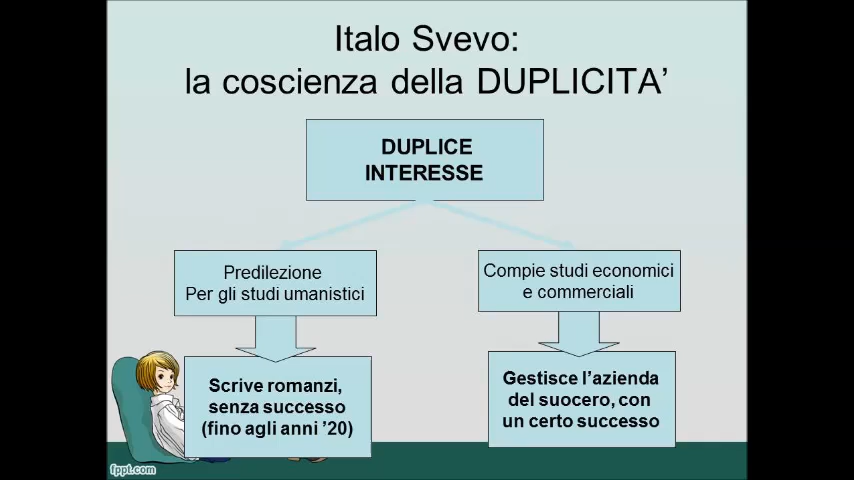 Italo Svevo:
la coscienza della DUPLICITA’
DUPLICE
INTERESSE
Predilezione
Per gli studi umanistici
Compie studi economici
e commerciali
Scrive romanzi,
senza successo
(fino agli anni ’20)
Gestisce l’azienda
del suocero, con
un certo successo
fppt.com